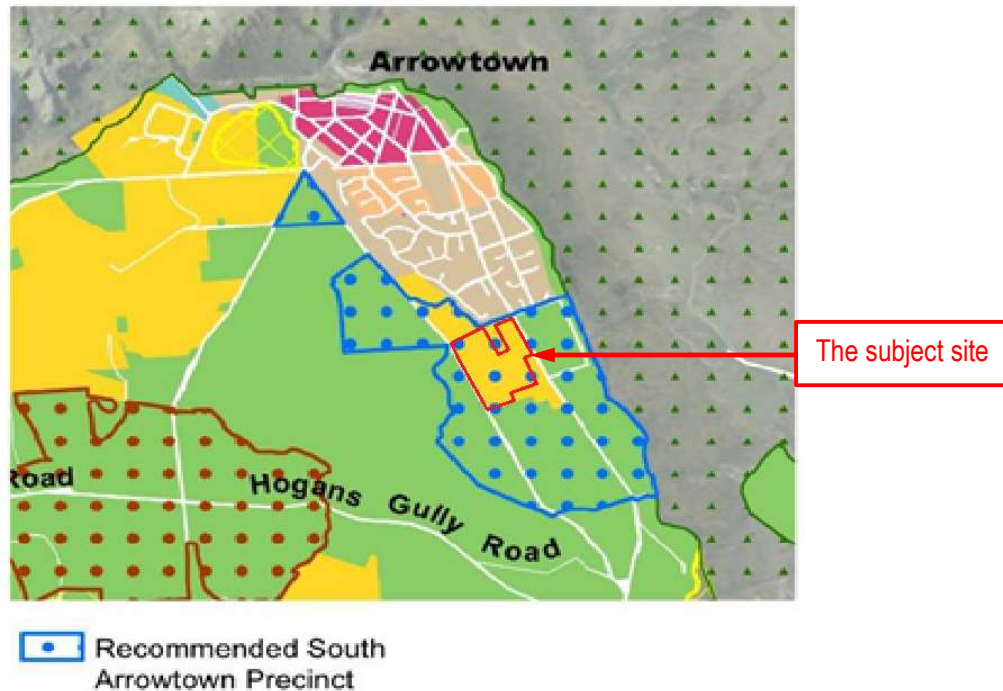 Arrowtown
The subject site
Road
Hogans Gully Road
Recommended South
Arrowtown Precinct